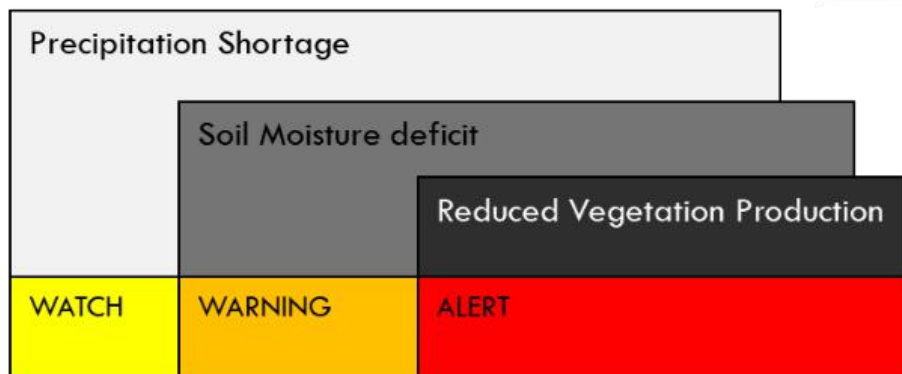 Precipitation Shortage
Soil Moisture deficit
Reduced Vegetation Production
WATCH
WARNING
ALERT